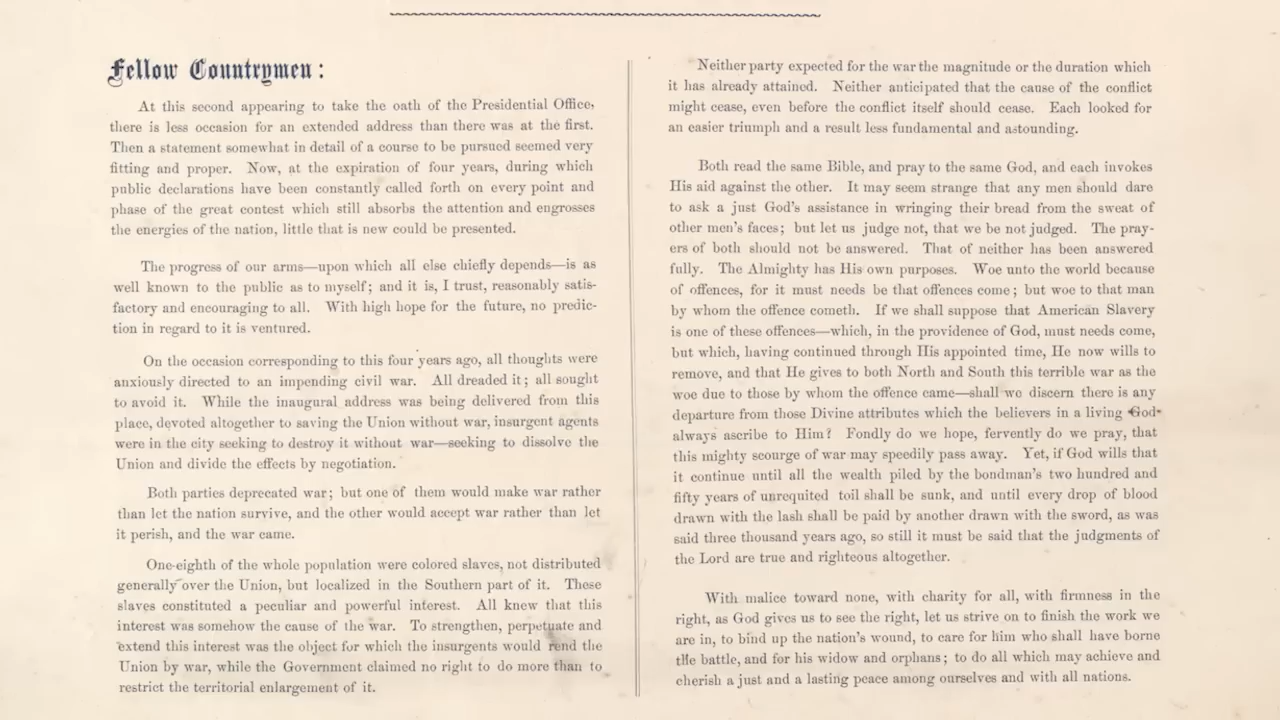 Fellow Countrymen:
At this second appearing to take the oath of the Presidential Office,
there is less occasion for an extended address than there was at the first.
Then a statement somewhat in detail of a course to be pursued seemed very
fitting and proper. Now, at the expiration of four years, during which
public declarations have been constantly called forth on every point and
phase of the great contest which still absorbs the attention and engrosses
the energies of the nation, little that is new could be presented.
The progress of our arms—upon which all else chiefly depends—is as
well known to the public as to myself; and it is, I trust, reasonably satis-
factory and encouraging to all. With high hope for the future, no predic-
tion in regard to it is ventured.
On the occasion corresponding to this four years ago, all thoughts were
anxiously directed to an impending civil war. All dreaded it; all sought
to avoid it. While the inaugural address was being delivered from this
place, devoted altogether to saving the Union without war, insurgent agents
were in the city seeking to destroy it without war—seeking to dissolve the
Union and divide the effects by negotiation.
Both parties deprecated war; but one of them would make war rather
than let the nation survive, and the other would accept war rather than let
it perish, and the war came.
One-eighth of the whole population were colored slaves, not distributed
generally over the Union, but localized in the Southern part of it. These
slaves constituted a peculiar and powerful interest. All knew that this
interest was somehow the cause of the war. To strengthen, perpetuate and
extend this interest was the object for which the insurgents would rend the
Union by war, while the Government claimed no right to do more than to
restrict the territorial enlargement of it.
Neither party expected for the war the magnitude or the duration which
it has already attained. Neither anticipated that the cause of the conflict
might cease, even before the conflict itself should cease. Each looked for
an easier triumph and a result less fundamental and astounding.
Both read the same Bible, and pray to the same God, and each invokes
His aid against the other. It may seem strange that any men should dare
to ask a just God's assistance in wringing their bread from the sweat of
other men's faces; but let us judge not, that we be not judged. The pray-
ers of both should not be answered. That of neither has been answered
fully. The Almighty has His own purposes. Woe unto the world because
of offences, for it must needs be that offences come; but woe to that man
by whom the offence cometh. If we shall suppose that American Slavery
is one of these offences—which, in the providence of God, must needs come,
but which, having continued through His appointed time, He now wills to
remove, and that He gives to both North and South this terrible war as the
woe due to those by whom the offence came—shall we discern there is any
departure from those Divine attributes which the believers in a living God
always ascribe to Him? Fondly do we hope, fervently do we pray, that
this mighty scourge of war may speedily pass away. Yet, if God wills that
it continue until all the wealth piled by the bondman's two hundred and
fifty years of unrequited toil shall be sunk, and until every drop of blood
drawn with the lash shall be paid by another drawn with the sword, as was
said three thousand years ago, so still it must be said that the judgments of
the Lord are true and righteous altogether.
With malice toward none, with charity for all, with firmness in the
right, as God gives us to see the right, let us strive on to finish the work we
are in, to bind up the nation's wound, to care for him who shall have borne
the battle, and for his widow and orphans; to do all which may achieve and
cherish a just and a lasting peace among ourselves and with all nations.